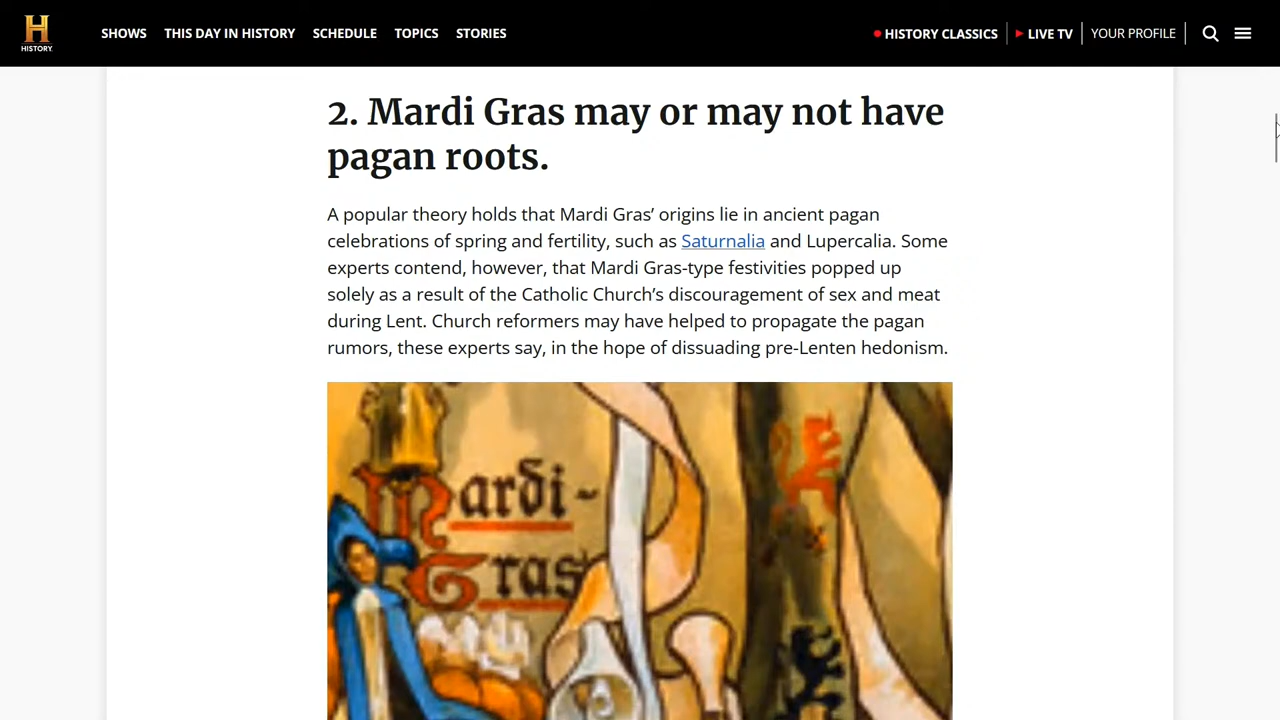 H
HISTORY
SHOWS
THIS DAY IN HISTORY
SCHEDULE
TOPICS
STORIES
HISTORY CLASSICS
LIVE TV
YOUR PROFILE
2. Mardi Gras may or may not have
pagan roots.
A popular theory holds that Mardi Gras’ origins lie in ancient pagan
celebrations of spring and fertility, such as Saturnalia and Lupercalia. Some
experts contend, however, that Mardi Gras-type festivities popped up
solely as a result of the Catholic Church’s discouragement of sex and meat
during Lent. Church reformers may have helped to propagate the pagan
rumors, these experts say, in the hope of dissuading pre-Lenten hedonism.
Mardi-
Gras